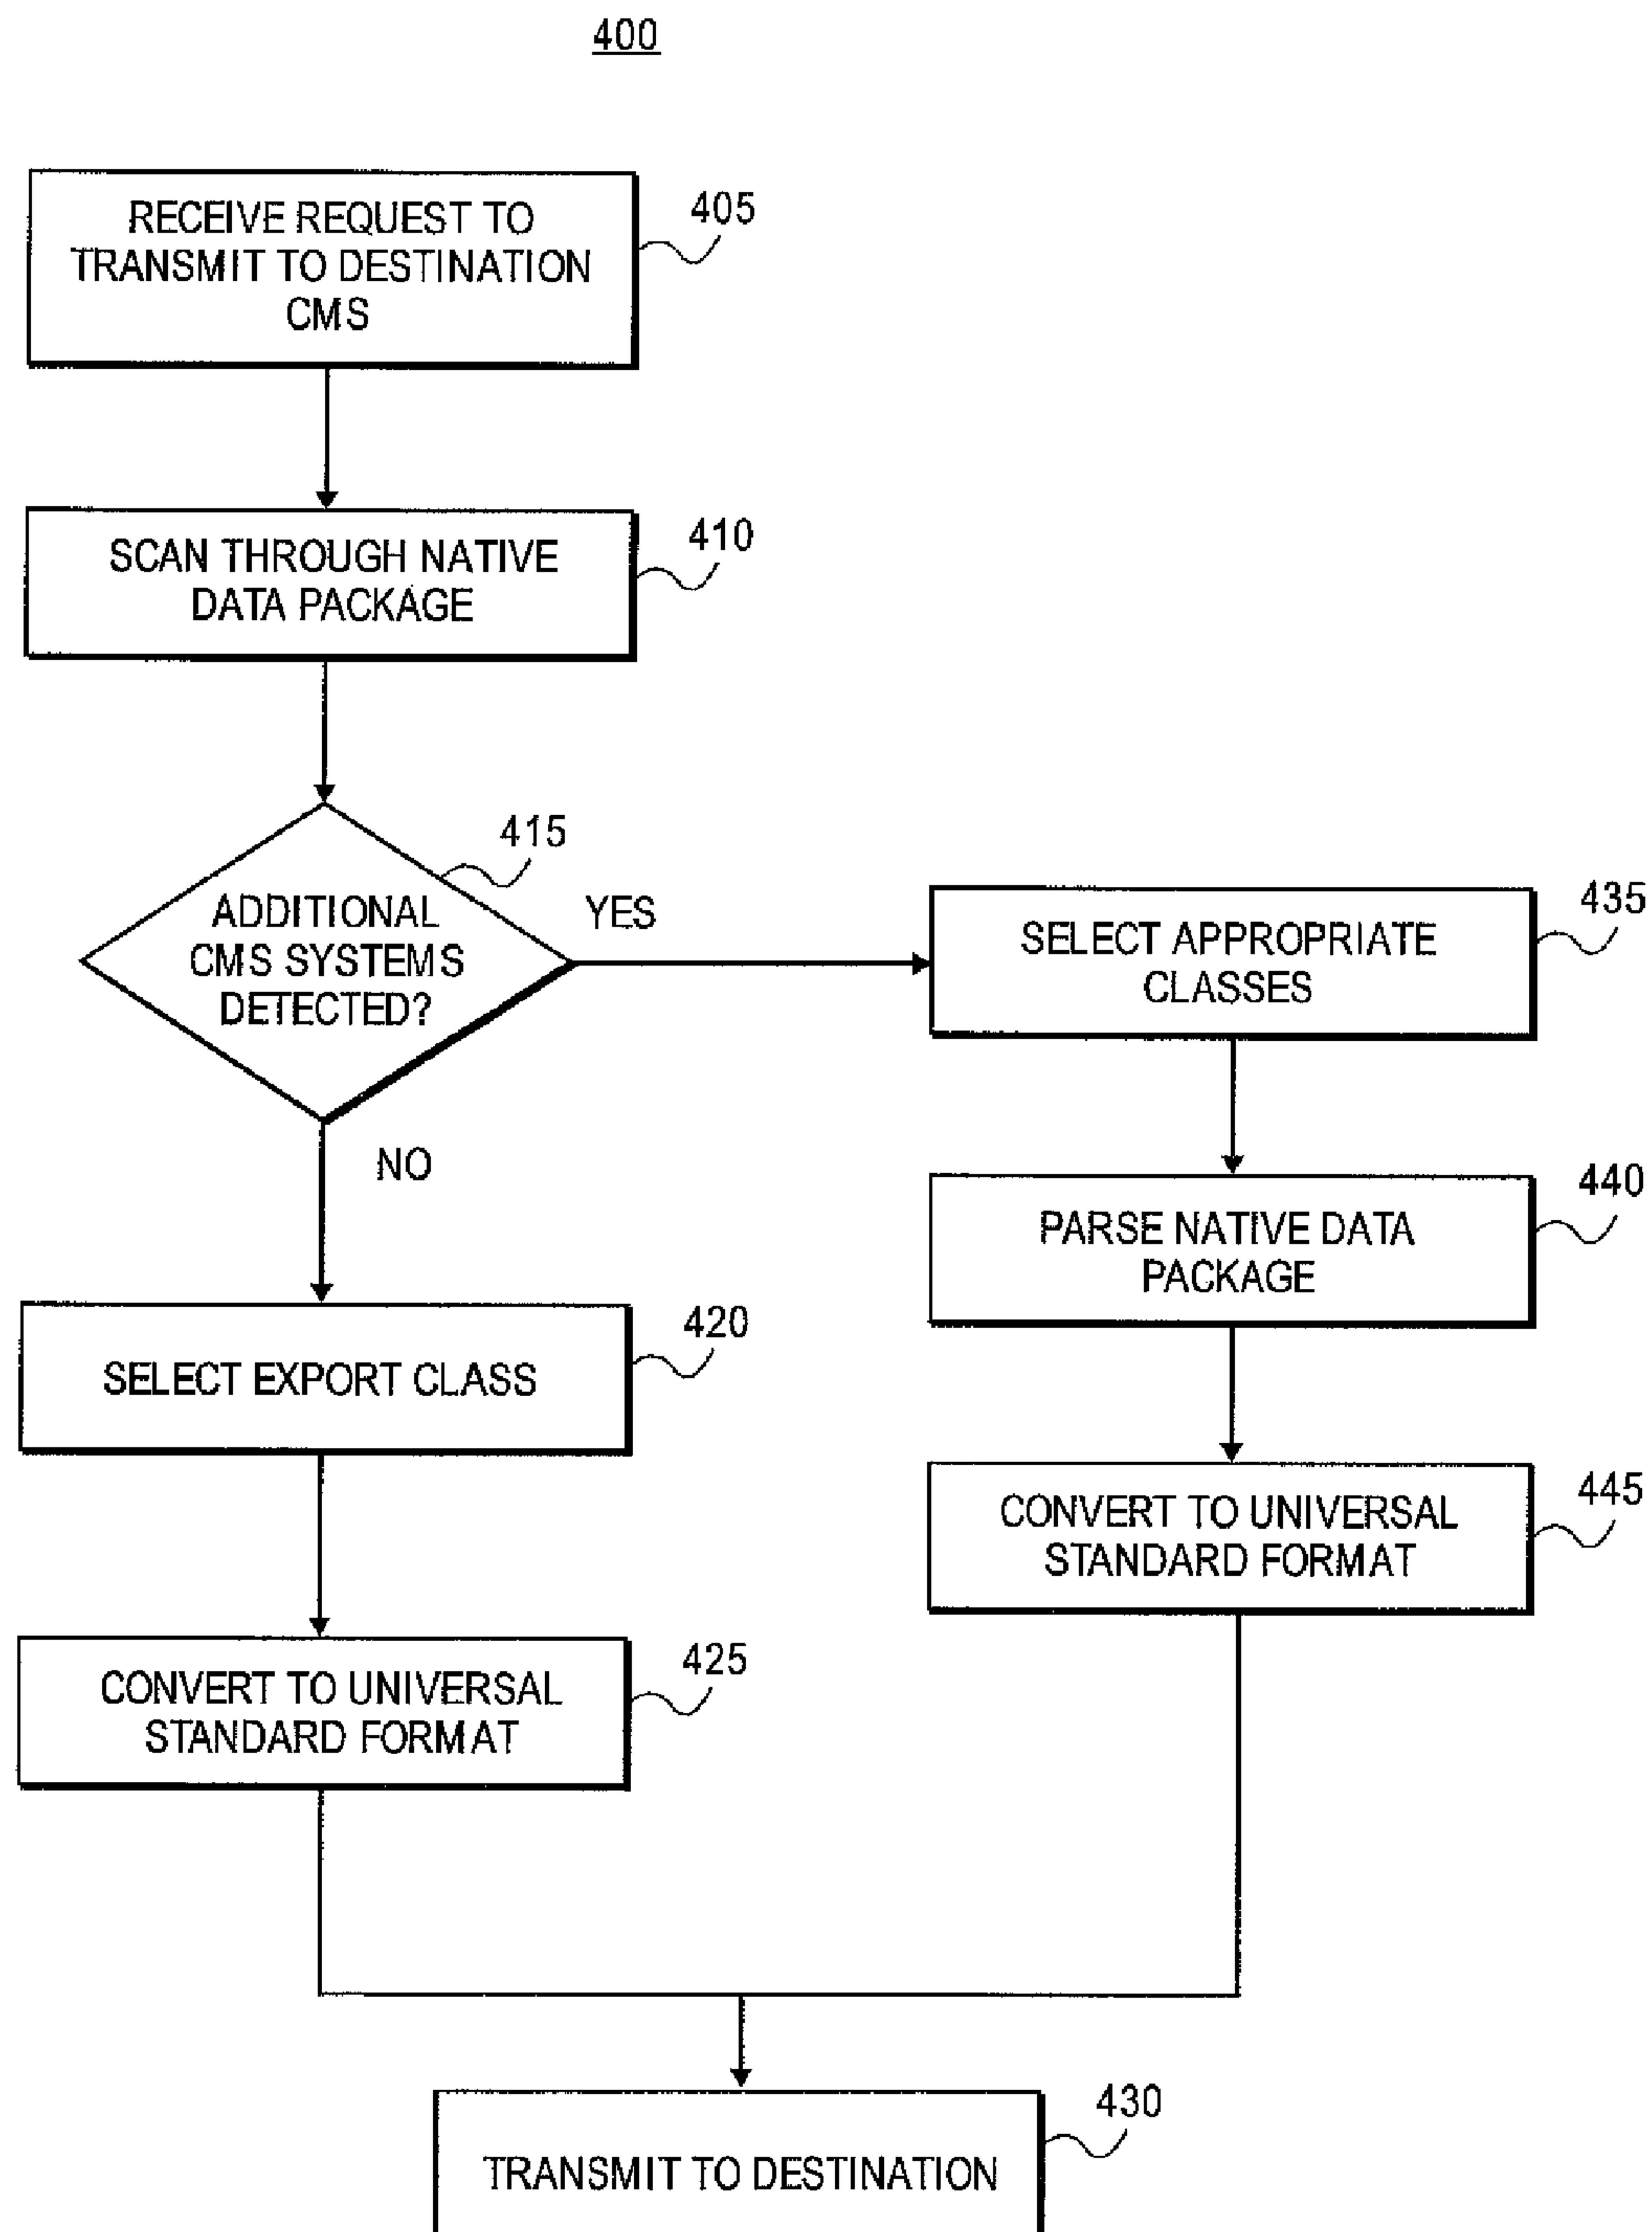 400
RECEIVE REQUEST TO
TRANSMIT TO DESTINATION
CMS
405
SCAN THROUGH NATIVE
DATA PACKAGE
410
ADDITIONAL
CMS SYSTEMS
DETECTED?
415
YES
NO
SELECT APPROPRIATE
CLASSES
435
PARSE NATIVE DATA
PACKAGE
440
CONVERT TO UNIVERSAL
STANDARD FORMAT
445
SELECT EXPORT CLASS
420
CONVERT TO UNIVERSAL
STANDARD FORMAT
425
TRANSMIT TO DESTINATION
430